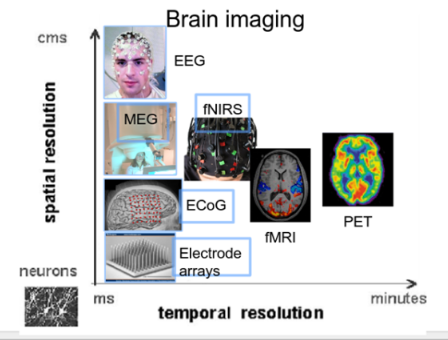 Brain imaging
cms
EEG
MEG
fNIRS
spatial resolution
ECoG
fMRI
PET
Electrode
arrays
neurons
ms
temporal resolution
minutes